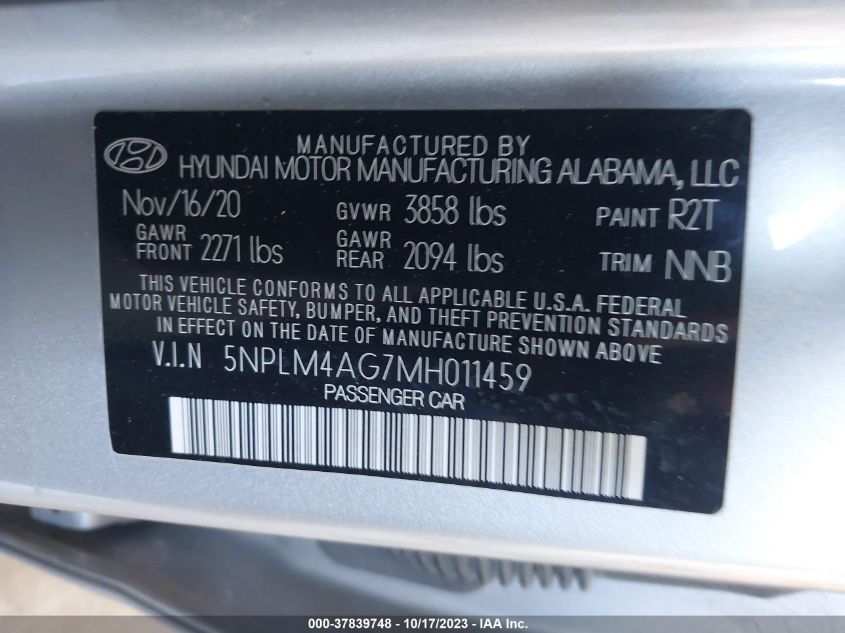 MANUFACTURED BY
HYUNDAI MOTOR MANUFACTURING ALABAMA, LLC
Nov/16/20 GVWR 3858 lbs PAINT R2T
GAWR FRONT 2271 lbs GAWR REAR 2094 lbs TRIM NNB
THIS VEHICLE CONFORMS TO ALL APPLICABLE U.S.A. FEDERAL
MOTOR VEHICLE SAFETY, BUMPER, AND THEFT PREVENTION STANDARDS
IN EFFECT ON THE DATE OF MANUFACTURE SHOWN ABOVE
V.I.N 5NPLM4AG7MH011459
PASSENGER CAR
000-37839748 - 10/17/2023 - IAA Inc.